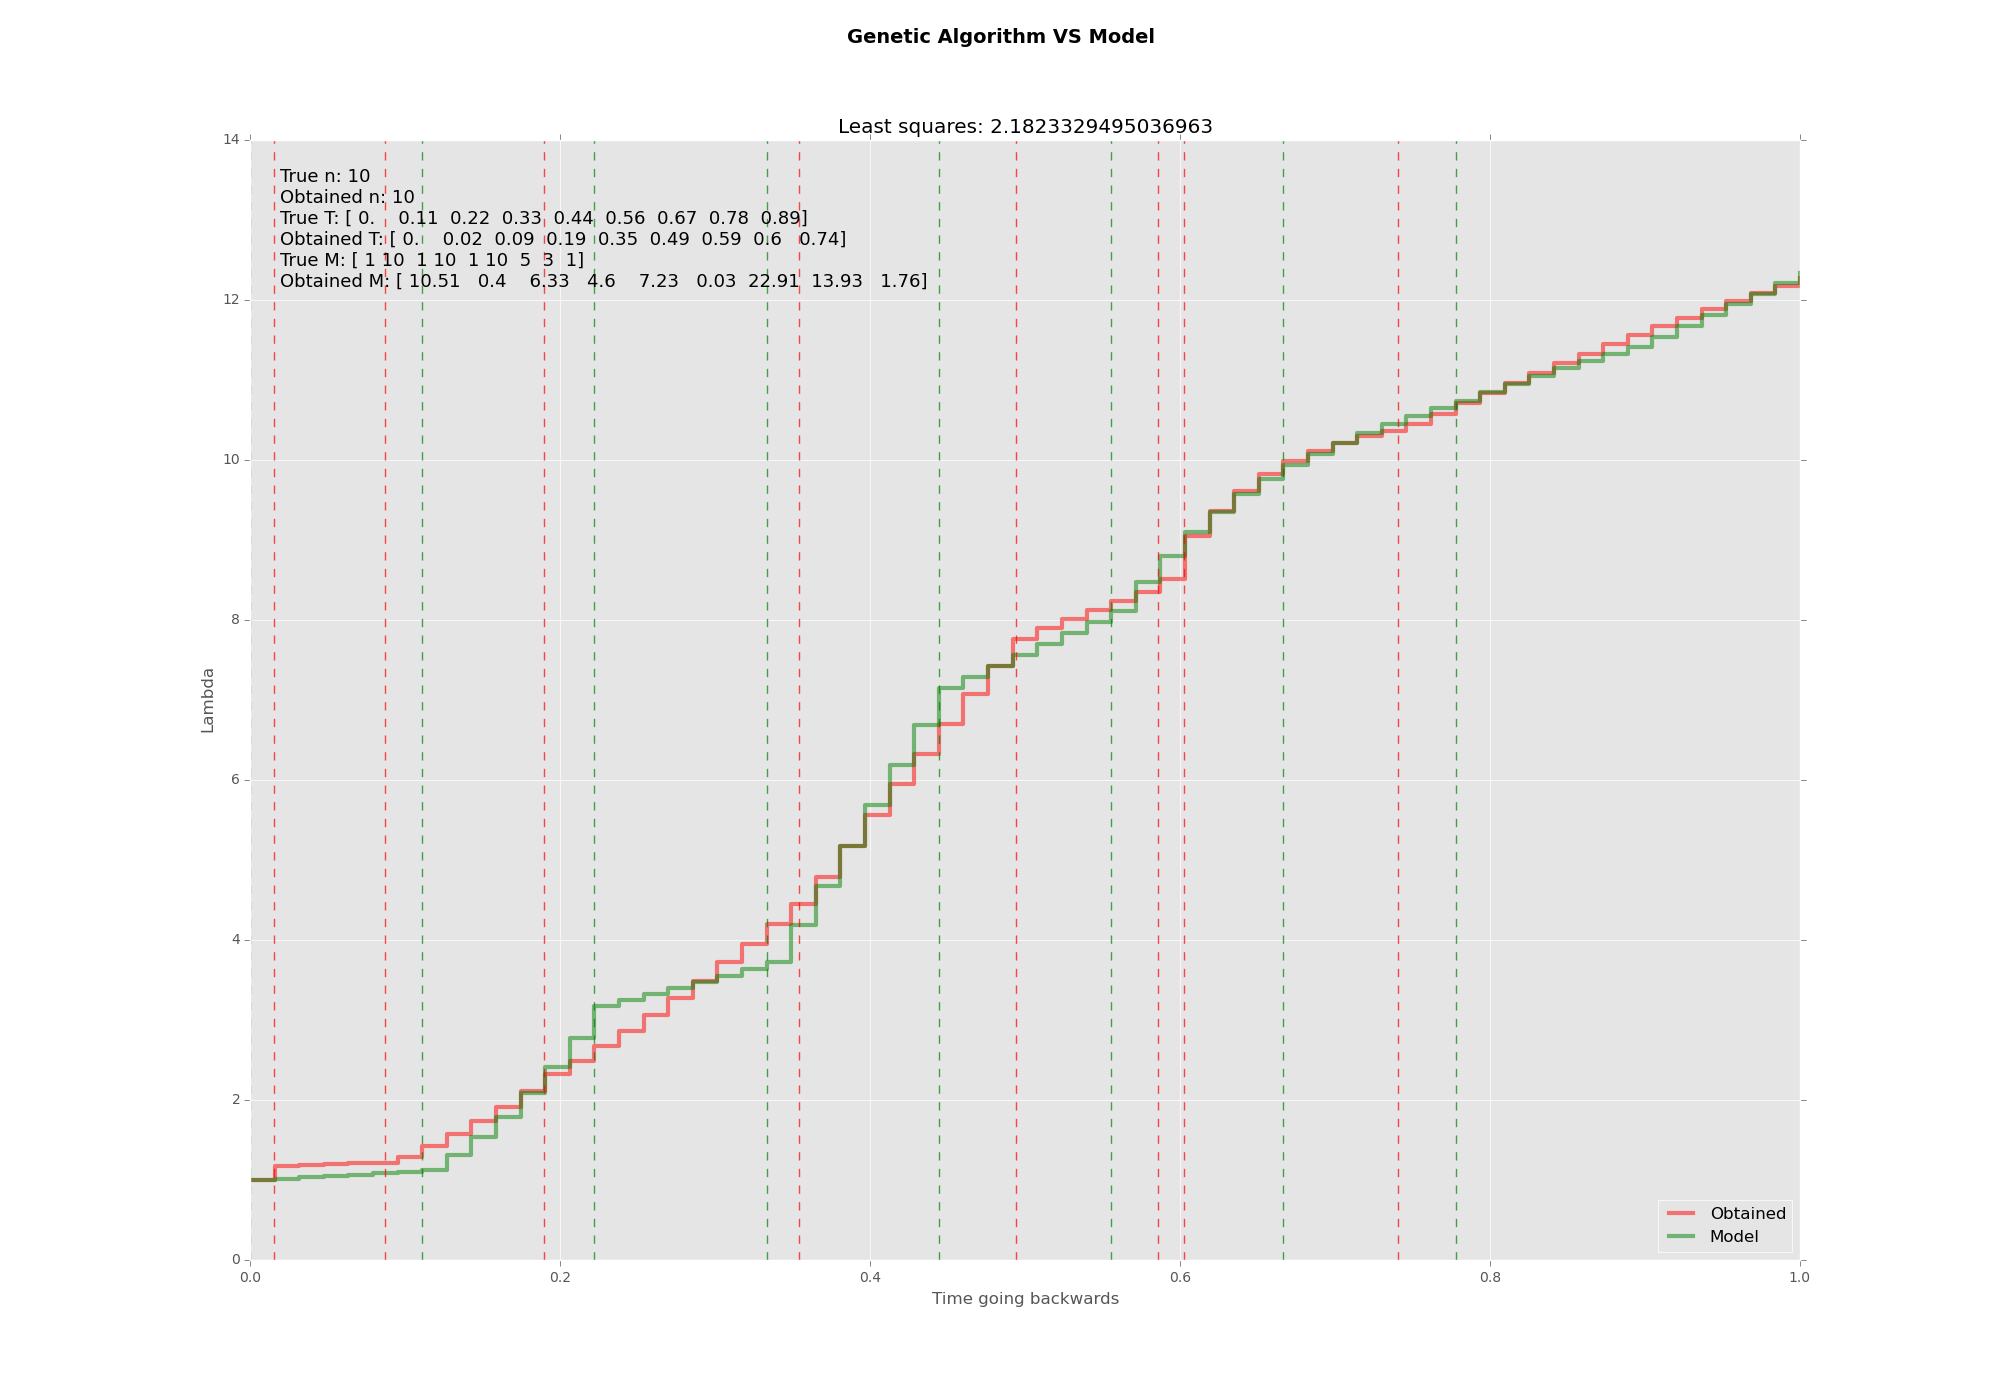 Genetic Algorithm VS Model
Least squares: 2.1823329495036963
True n: 10
Obtained n: 10
True T: [ 0.    0.11  0.22  0.33  0.44  0.56  0.67  0.78  0.89]
Obtained T: [ 0.    0.02  0.09  0.19  0.35  0.49  0.59  0.6   0.74]
True M: [ 1 10  1 10  1 10  5  3  1]
Obtained M: [ 10.51   0.4    6.33   4.6    7.23   0.03  22.91  13.93   1.76]
14
12
10
8
6
4
2
0
Lambda
0.0 0.2 0.4 0.6 0.8 1.0
Time going backwards
Obtained
Model